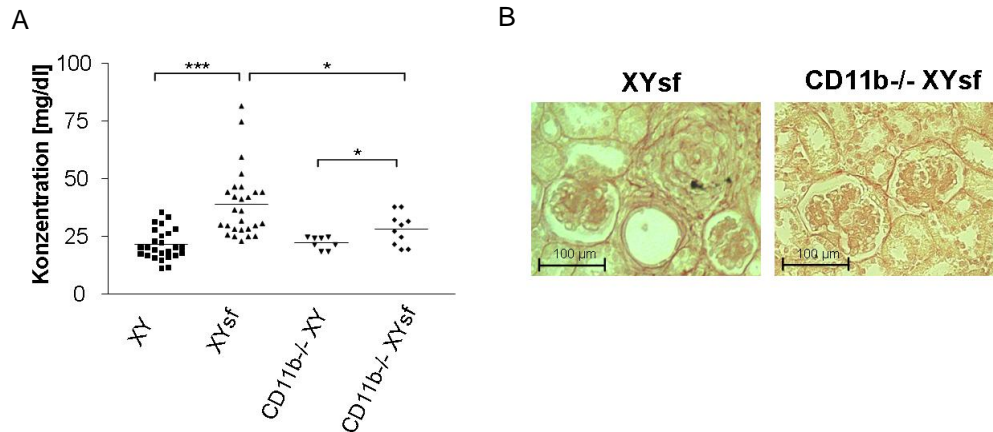 A
Konzentration [mg/dl]
100
75
50
25
0
***
*
*
XY
XYsf
CD11b-/- XY
CD11b-/- XYsf
B
XYsf
CD11b-/- XYsf
100 µm
100 µm